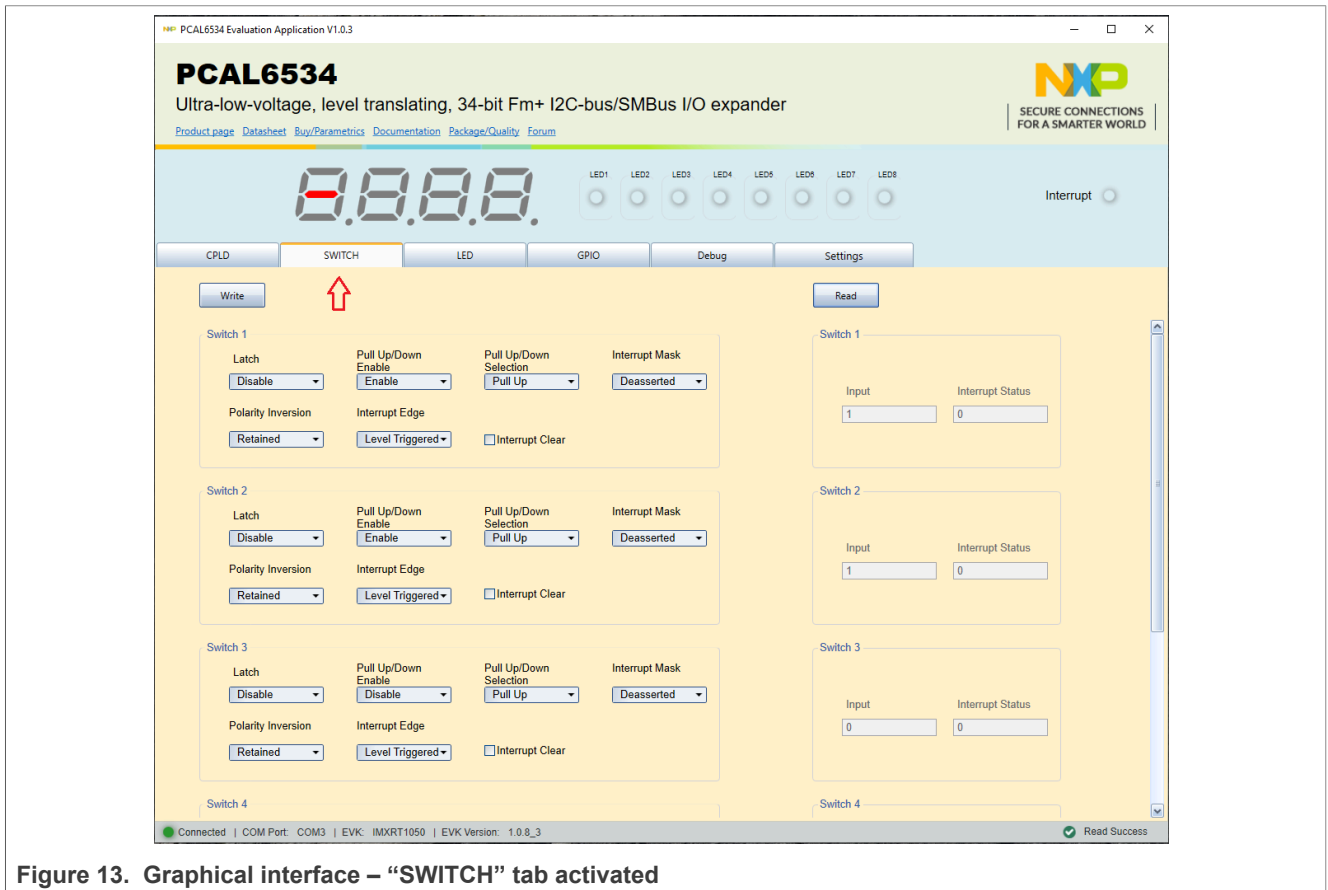 NXP PCAL6534 Evaluation Application V1.0.3
PCAL6534
Ultra-low-voltage, level translating, 34-bit Fm+ I2C-bus/SMBus I/O expander
Product page Datasheet Buy/Parametrics Documentation Package/Quality Forum
NXP
SECURE CONNECTIONS
FOR A SMARTER WORLD
LED1 LED2 LED3 LED4 LED5 LED6 LED7 LED8
Interrupt
CPLD SWITCH LED GPIO Debug Settings
Write Read
Switch 1
Latch
Pull Up/Down
Enable
Pull Up/Down
Selection
Interrupt Mask
Disable Enable Pull Up Deasserted
Polarity Inversion Interrupt Edge
Retained Level Triggered Interrupt Clear
Switch 1
Input Interrupt Status
1 0
Switch 2
Latch
Pull Up/Down
Enable
Pull Up/Down
Selection
Interrupt Mask
Disable Enable Pull Up Deasserted
Polarity Inversion Interrupt Edge
Retained Level Triggered Interrupt Clear
Switch 2
Input Interrupt Status
1 0
Switch 3
Latch
Pull Up/Down
Enable
Pull Up/Down
Selection
Interrupt Mask
Disable Disable Pull Up Deasserted
Polarity Inversion Interrupt Edge
Retained Level Triggered Interrupt Clear
Switch 3
Input Interrupt Status
0 0
Switch 4 Switch 4
Connected | COM Port: COM3 | EVK: IMXRT1050 | EVK Version: 1.0.8_3 Read Success
Figure 13. Graphical interface – “SWITCH” tab activated